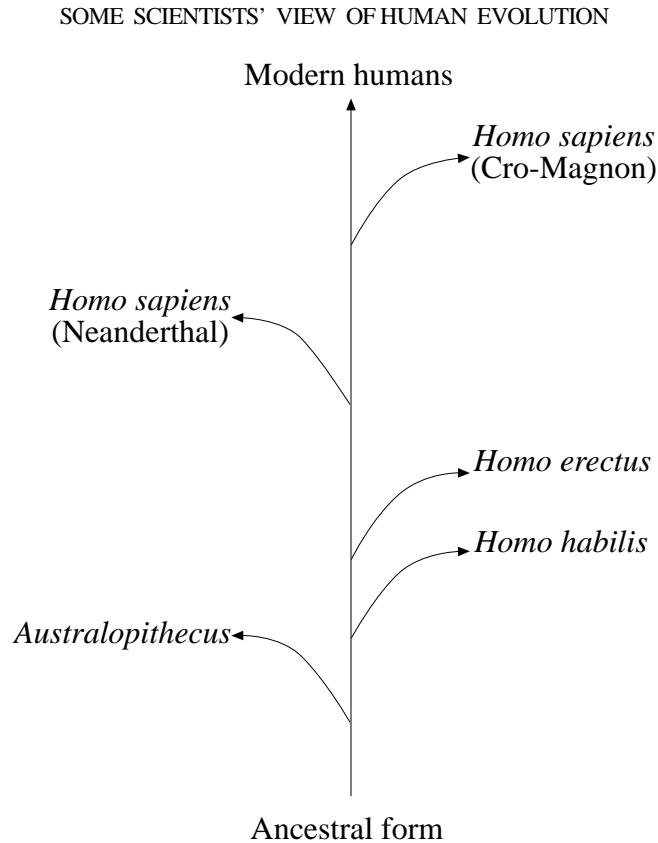 SOME SCIENTISTS’ VIEW OF HUMAN EVOLUTION
Modern humans
Homo sapiens
(Cro-Magnon)
Homo sapiens
(Neanderthal)
Homo erectus
Homo habilis
Australopithecus
Ancestral form